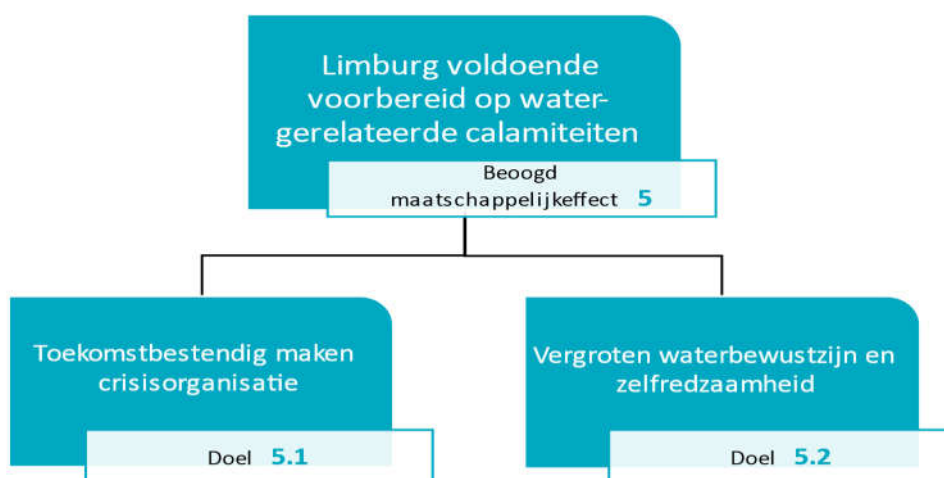 Limburg voldoende
voorbereid op water-
gerelateerde calamiteiten
Beoogd
maatschappelijkeffect 5
Toekomstbestendig maken
crisisorganisatie
Doel 5.1
Vergroten waterbewustzijn en
zelfredzaamheid
Doel 5.2